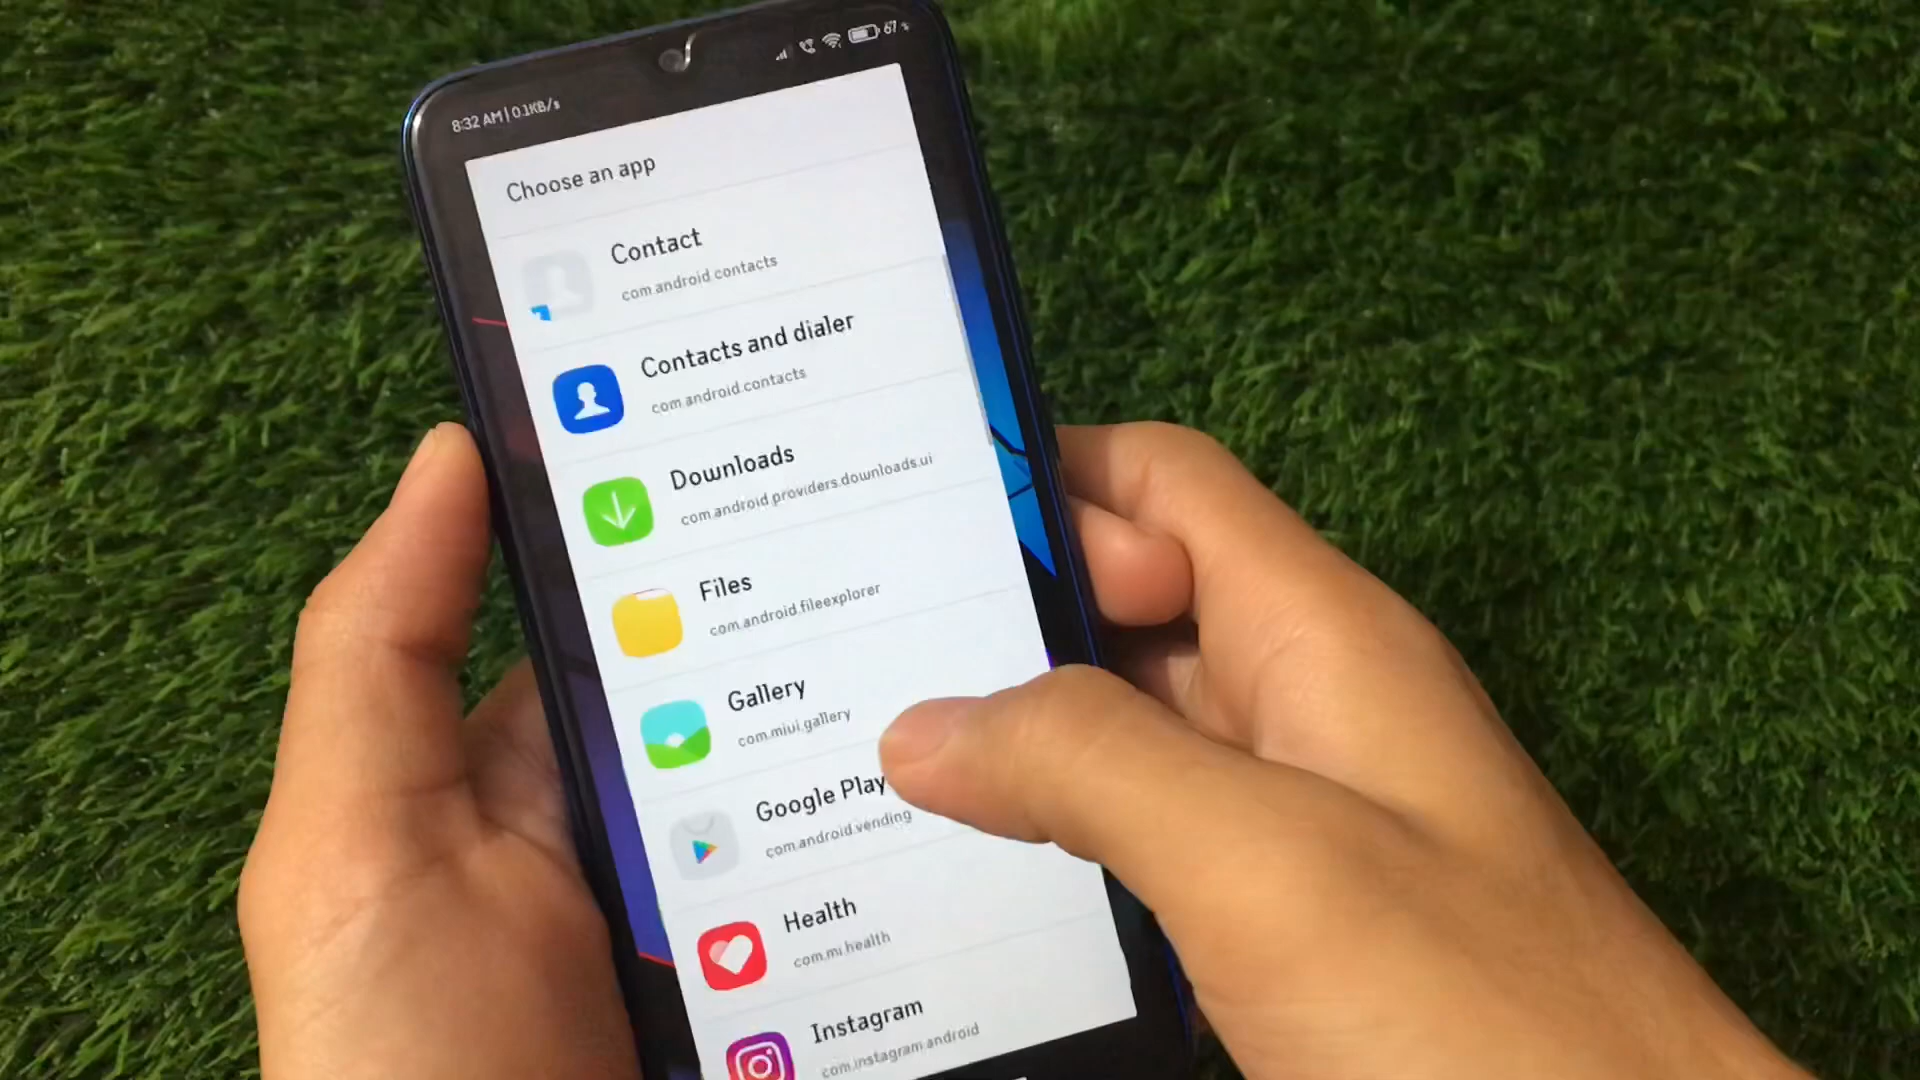 8:32 AM | 0.1KB/s
67
Choose an app
Contact
com.android.contacts
Contacts and dialer
com.android.contacts
Downloads
com.android.providers.downloads.ui
Files
com.android.fileexplorer
Gallery
com.miui.gallery
Google Play
com.android.vending
Health
com.mi.health
Instagram
com.instagram.android